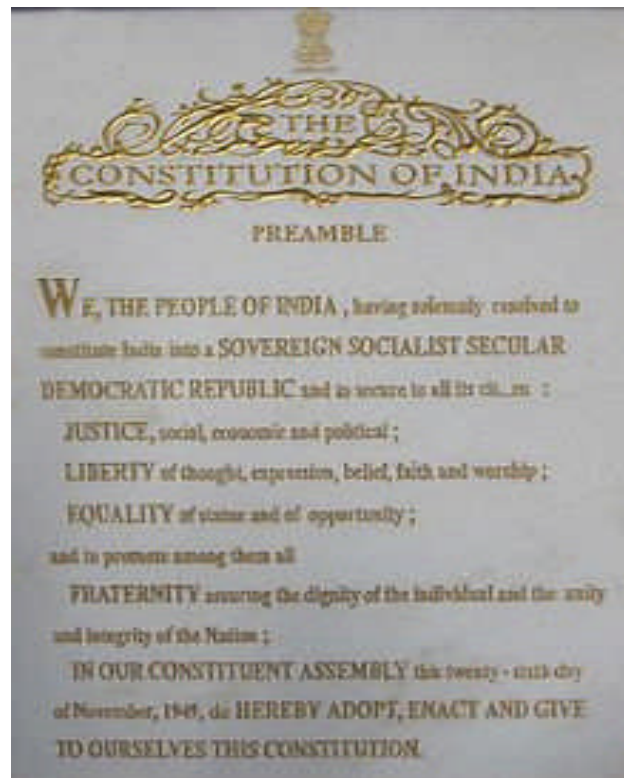 THE
CONSTITUTION OF INDIA
PREAMBLE
WE, THE PEOPLE OF INDIA , having solemnly resolved to
constitute India into a SOVEREIGN SOCIALIST SECULAR
DEMOCRATIC REPUBLIC and to secure to all its
:
JUSTICE, social, economic and political ;
LIBERTY of thought, expression, belief, faith and worship ;
EQUALITY of status and of opportunity ;
and to promote among them all
FRATERNITY assuring the dignity of the individual and the unity
and integrity of the Nation ;
IN OUR CONSTITUENT ASSEMBLY this twenty - sixth day
of November, 1949, do HEREBY ADOPT, ENACT AND GIVE
TO OURSELVES THIS CONSTITUTION.